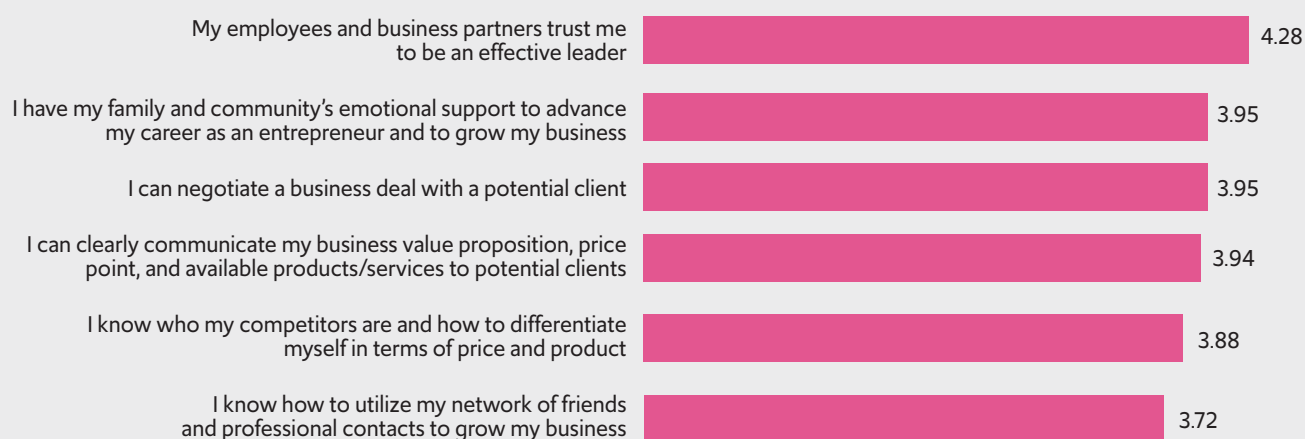 My employees and business partners trust me
to be an effective leader
4.28
I have my family and community’s emotional support to advance
my career as an entrepreneur and to grow my business
3.95
I can negotiate a business deal with a potential client
3.95
I can clearly communicate my business value proposition, price
point, and available products/services to potential clients
3.94
I know who my competitors are and how to differentiate
myself in terms of price and product
3.88
I know how to utilize my network of friends
and professional contacts to grow my business
3.72